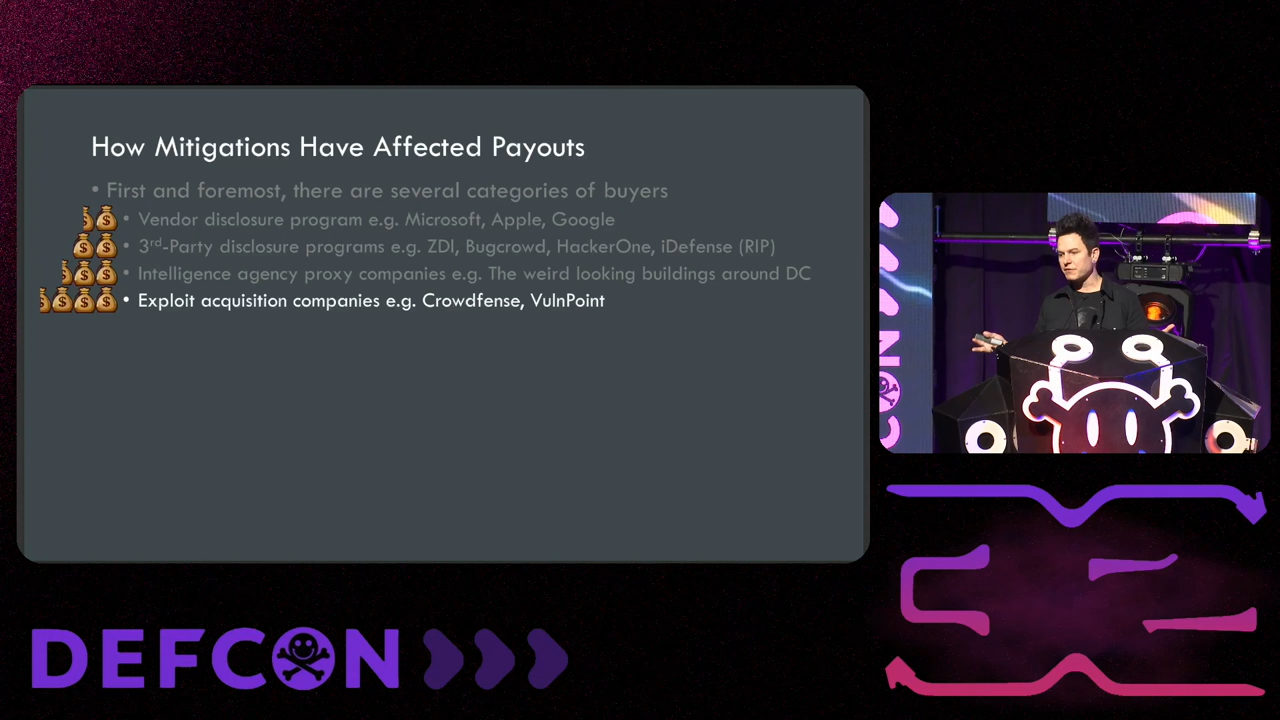 How Mitigations Have Affected Payouts
• First and foremost, there are several categories of buyers
• Vendor disclosure program e.g. Microsoft, Apple, Google
• 3rd-Party disclosure programs e.g. ZDI, Bugcrowd, HackerOne, iDefense (RIP)
• Intelligence agency proxy companies e.g. The weird looking buildings around DC
• Exploit acquisition companies e.g. Crowdfense, VulnPoint
CON
DEFCON